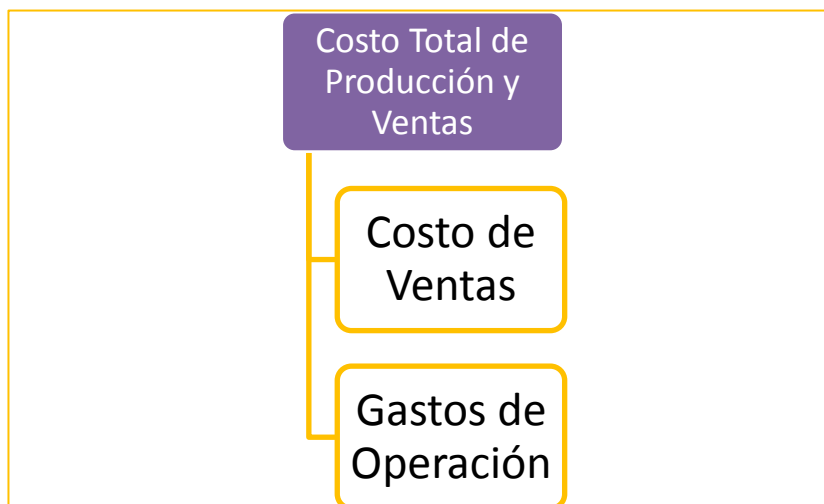 Costo Total de
Producción y
Ventas
Costo de
Ventas
Gastos de
Operación